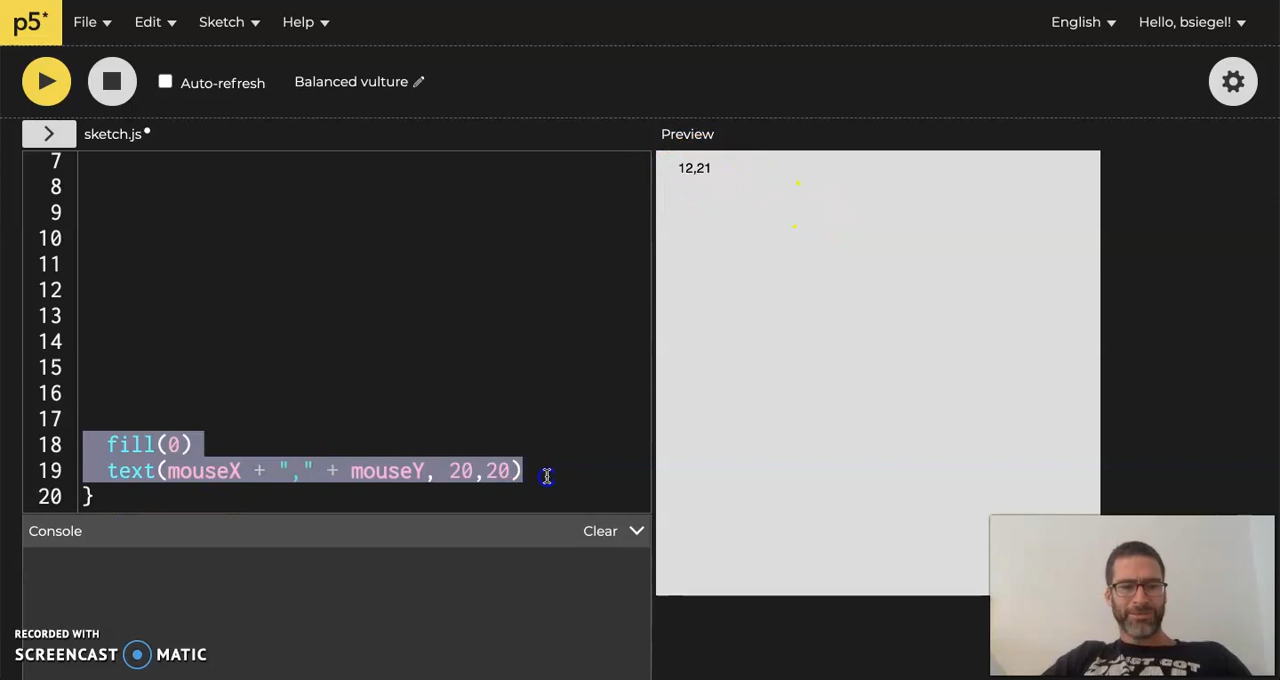 p5*
File Edit Sketch Help English Hello, bsiegel!
Auto-refresh Balanced vulture
sketch.js Preview
7
8
9
10
11
12
13
14
15
16
17
18 fill(0)
19 text(mouseX + "," + mouseY, 20,20)
20 }
12,21
Console Clear
RECORDED WITH
SCREENCAST MATIC
JUST GOT